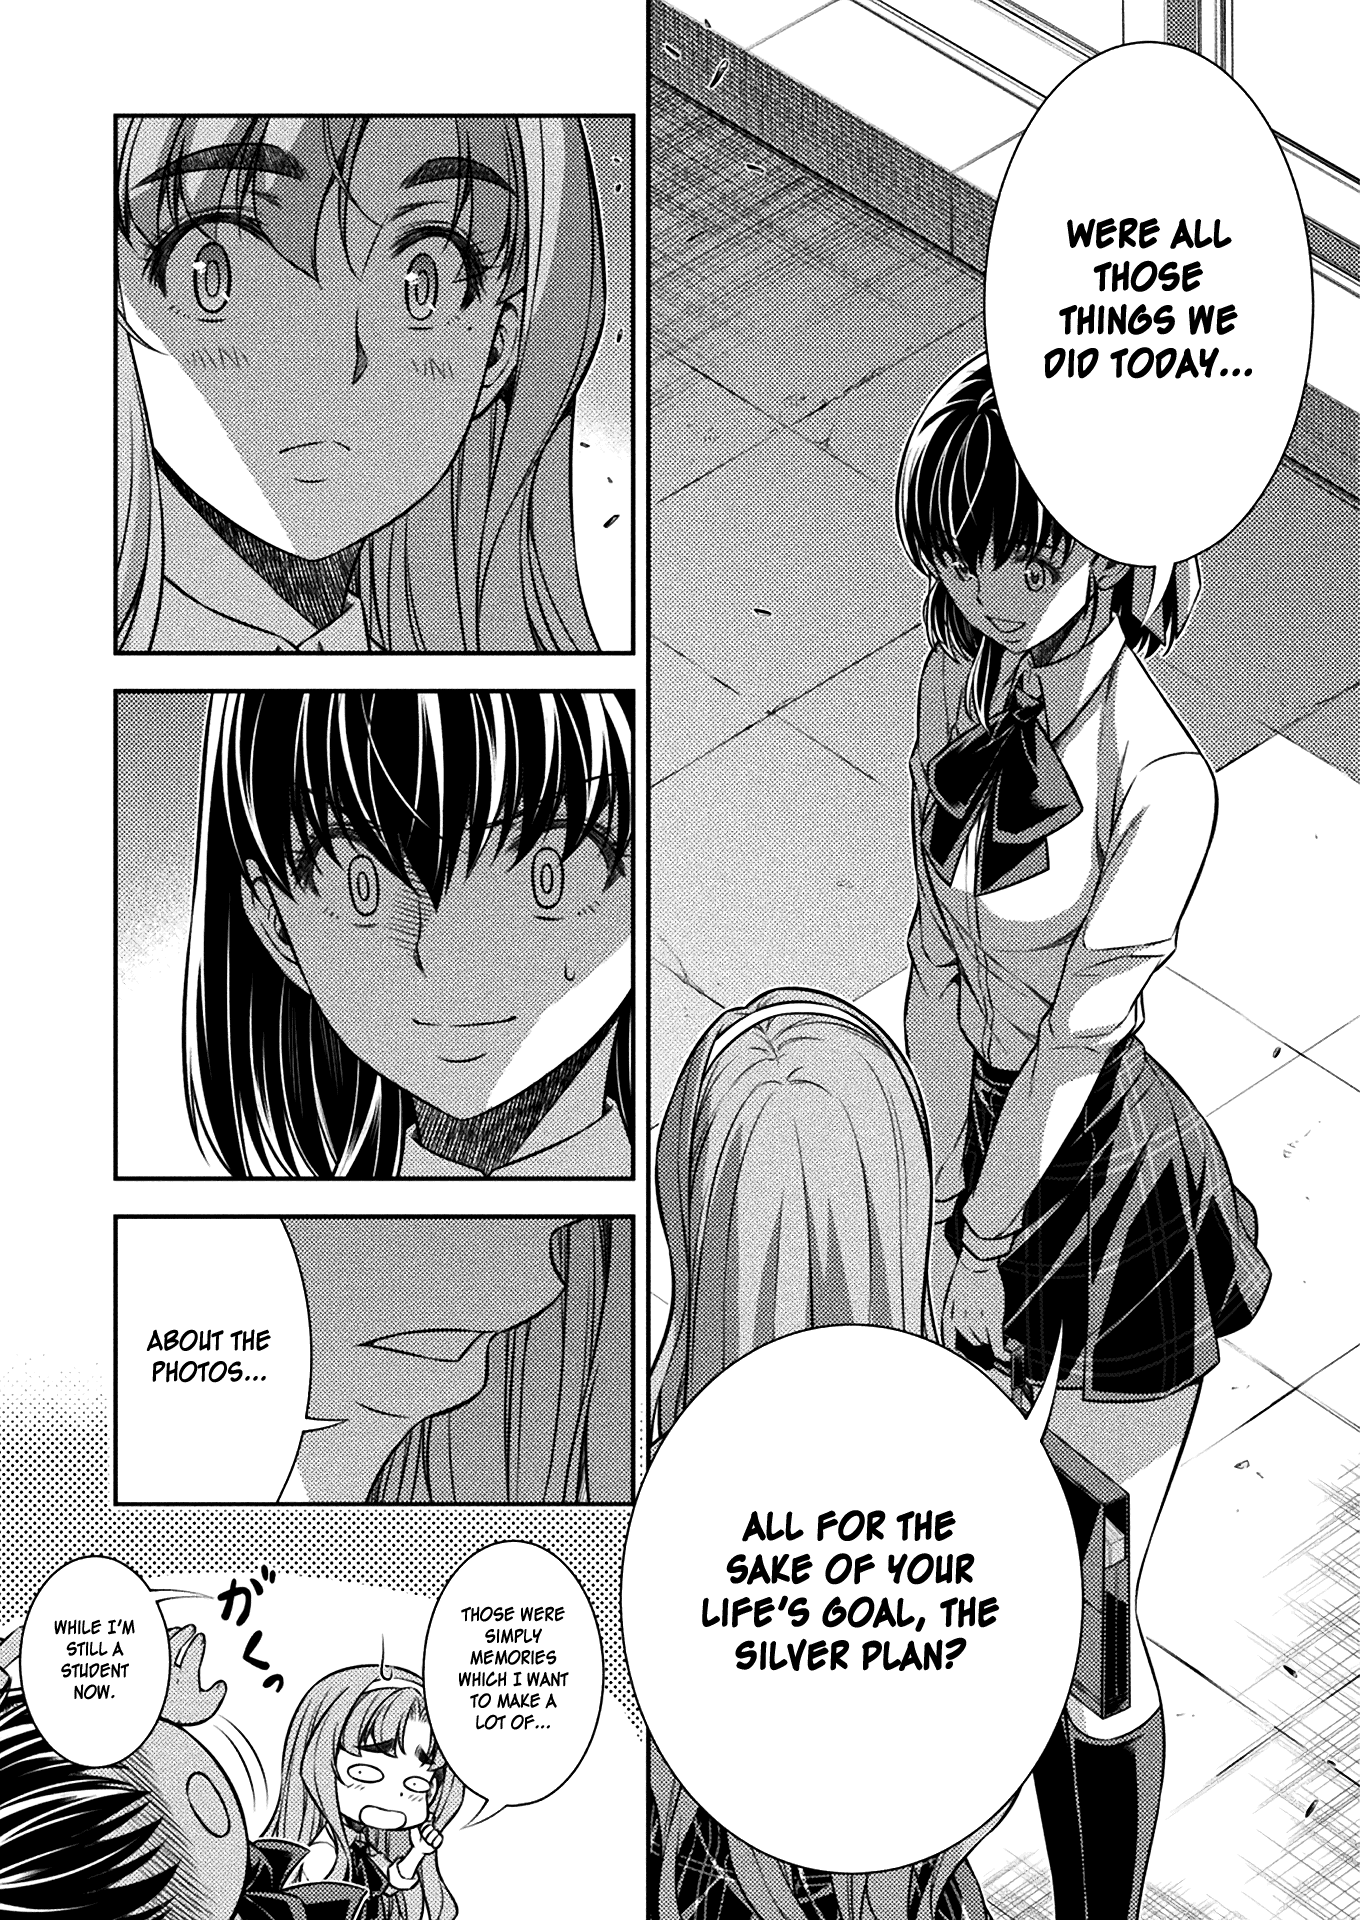 WERE ALL
THOSE
THINGS WE
DID TODAY...
ALL FOR THE
SAKE OF YOUR
LIFE'S GOAL, THE
SILVER PLAN?
ABOUT THE
PHOTOS...
THOSE WERE
SIMPLY
MEMORIES
WHICH I WANT
TO MAKE A
LOT OF...
がくっ
WHILE I'M
STILL A
STUDENT
NOW.